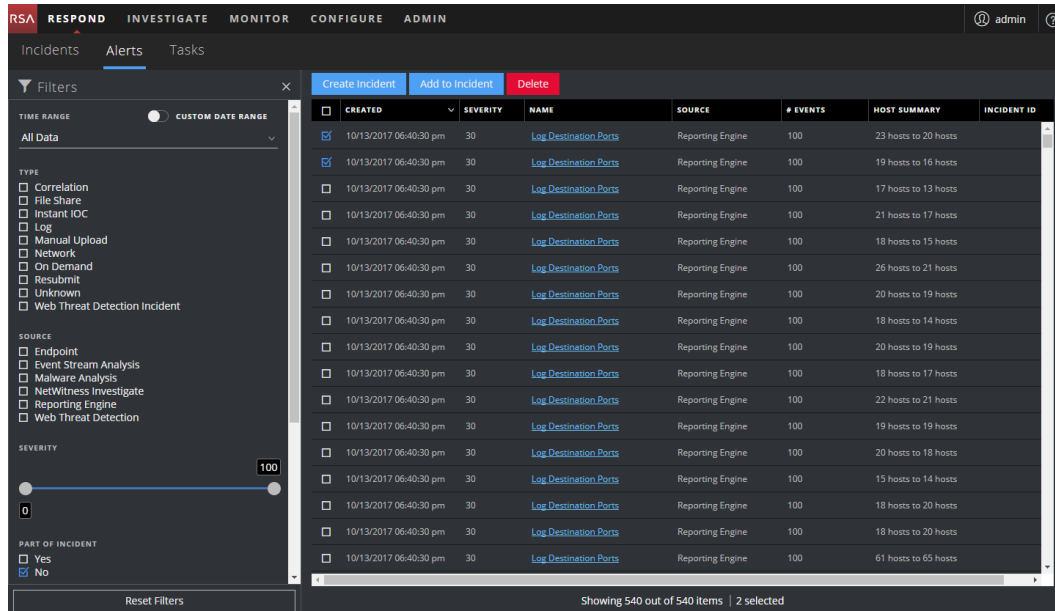 RSA RESPOND INVESTIGATE MONITOR CONFIGURE ADMIN admin
Incidents Alerts Tasks
Filters
TIME RANGE CUSTOM DATE RANGE
All Data
TYPE
Correlation
File Share
Instant IOC
Log
Manual Upload
Network
On Demand
Resubmit
Unknown
Web Threat Detection Incident
SOURCE
Endpoint
Event Stream Analysis
Malware Analysis
NetWitness Investigate
Reporting Engine
Web Threat Detection
SEVERITY
100
0
PART OF INCIDENT
Yes
No
Reset Filters
Create Incident Add to Incident Delete
CREATED SEVERITY NAME SOURCE # EVENTS HOST SUMMARY INCIDENT ID
10/13/2017 06:40:30 pm 30 Log Destination Ports Reporting Engine 100 23 hosts to 20 hosts
10/13/2017 06:40:30 pm 30 Log Destination Ports Reporting Engine 100 19 hosts to 16 hosts
10/13/2017 06:40:30 pm 30 Log Destination Ports Reporting Engine 100 17 hosts to 13 hosts
10/13/2017 06:40:30 pm 30 Log Destination Ports Reporting Engine 100 21 hosts to 17 hosts
10/13/2017 06:40:30 pm 30 Log Destination Ports Reporting Engine 100 18 hosts to 15 hosts
10/13/2017 06:40:30 pm 30 Log Destination Ports Reporting Engine 100 26 hosts to 21 hosts
10/13/2017 06:40:30 pm 30 Log Destination Ports Reporting Engine 100 20 hosts to 19 hosts
10/13/2017 06:40:30 pm 30 Log Destination Ports Reporting Engine 100 18 hosts to 14 hosts
10/13/2017 06:40:30 pm 30 Log Destination Ports Reporting Engine 100 20 hosts to 19 hosts
10/13/2017 06:40:30 pm 30 Log Destination Ports Reporting Engine 100 18 hosts to 17 hosts
10/13/2017 06:40:30 pm 30 Log Destination Ports Reporting Engine 100 22 hosts to 21 hosts
10/13/2017 06:40:30 pm 30 Log Destination Ports Reporting Engine 100 19 hosts to 19 hosts
10/13/2017 06:40:30 pm 30 Log Destination Ports Reporting Engine 100 20 hosts to 18 hosts
10/13/2017 06:40:30 pm 30 Log Destination Ports Reporting Engine 100 15 hosts to 14 hosts
10/13/2017 06:40:30 pm 30 Log Destination Ports Reporting Engine 100 18 hosts to 20 hosts
10/13/2017 06:40:30 pm 30 Log Destination Ports Reporting Engine 100 18 hosts to 20 hosts
10/13/2017 06:40:30 pm 30 Log Destination Ports Reporting Engine 100 61 hosts to 65 hosts
Showing 540 out of 540 items | 2 selected